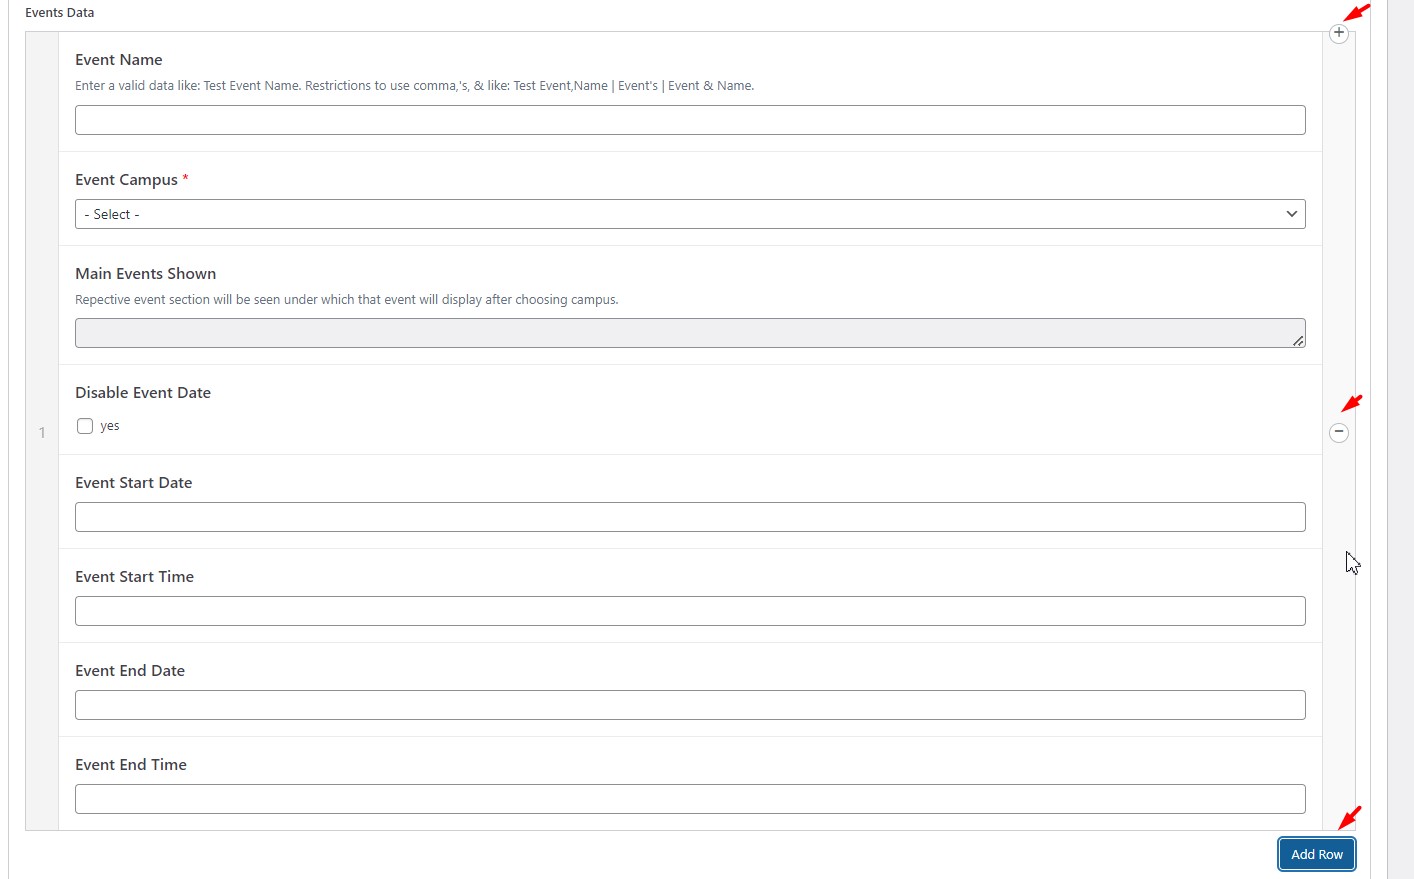 Events Data
Event Name
Enter a valid data like: Test Event Name. Restrictions to use comma,'s, & like: Test Event,Name | Event's | Event & Name.
Event Campus *
- Select -
Main Events Shown
Repective event section will be seen under which that event will display after choosing campus.
Disable Event Date
yes
1
Event Start Date
Event Start Time
Event End Date
Event End Time
Add Row